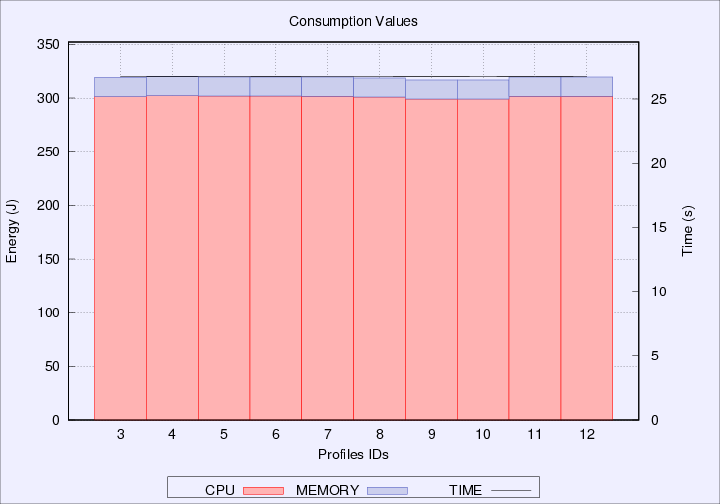 Consumption Values
350
300
250
200
150
100
50
0
Energy (J)
25
20
15
10
5
0
Time (s)
3 4 5 6 7 8 9 10 11 12
Profiles IDs
CPU MEMORY TIME